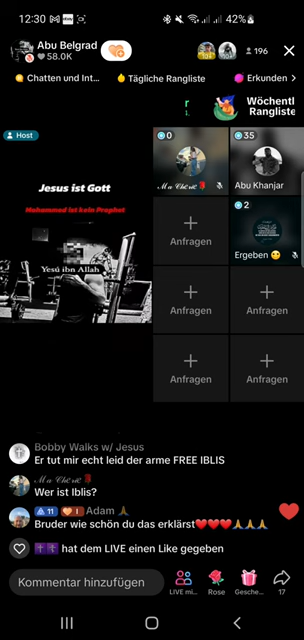 12:30
42%
Abu Belgrad
58.0K
196
Chatten und Int...
Tägliche Rangliste
Erkunden >
Wöchentl
Rangliste
Host
0
35
Jesus ist Gott
Mohammed ist kein Prophet
Abu Khanjar
2
Yesú ibn Allah
Anfragen
Ergeben
Anfragen
Anfragen
Anfragen
Anfragen
Bobby Walks w/ Jesus
Er tut mir echt leid der arme FREE IBLIS
Wer ist Iblis?
11 1 Adam
Bruder wie schön du das erklärst❤️❤️❤️🙏🙏🙏
hat dem LIVE einen Like gegeben
Kommentar hinzufügen
LIVE mi...
Rose
Gesche...
17